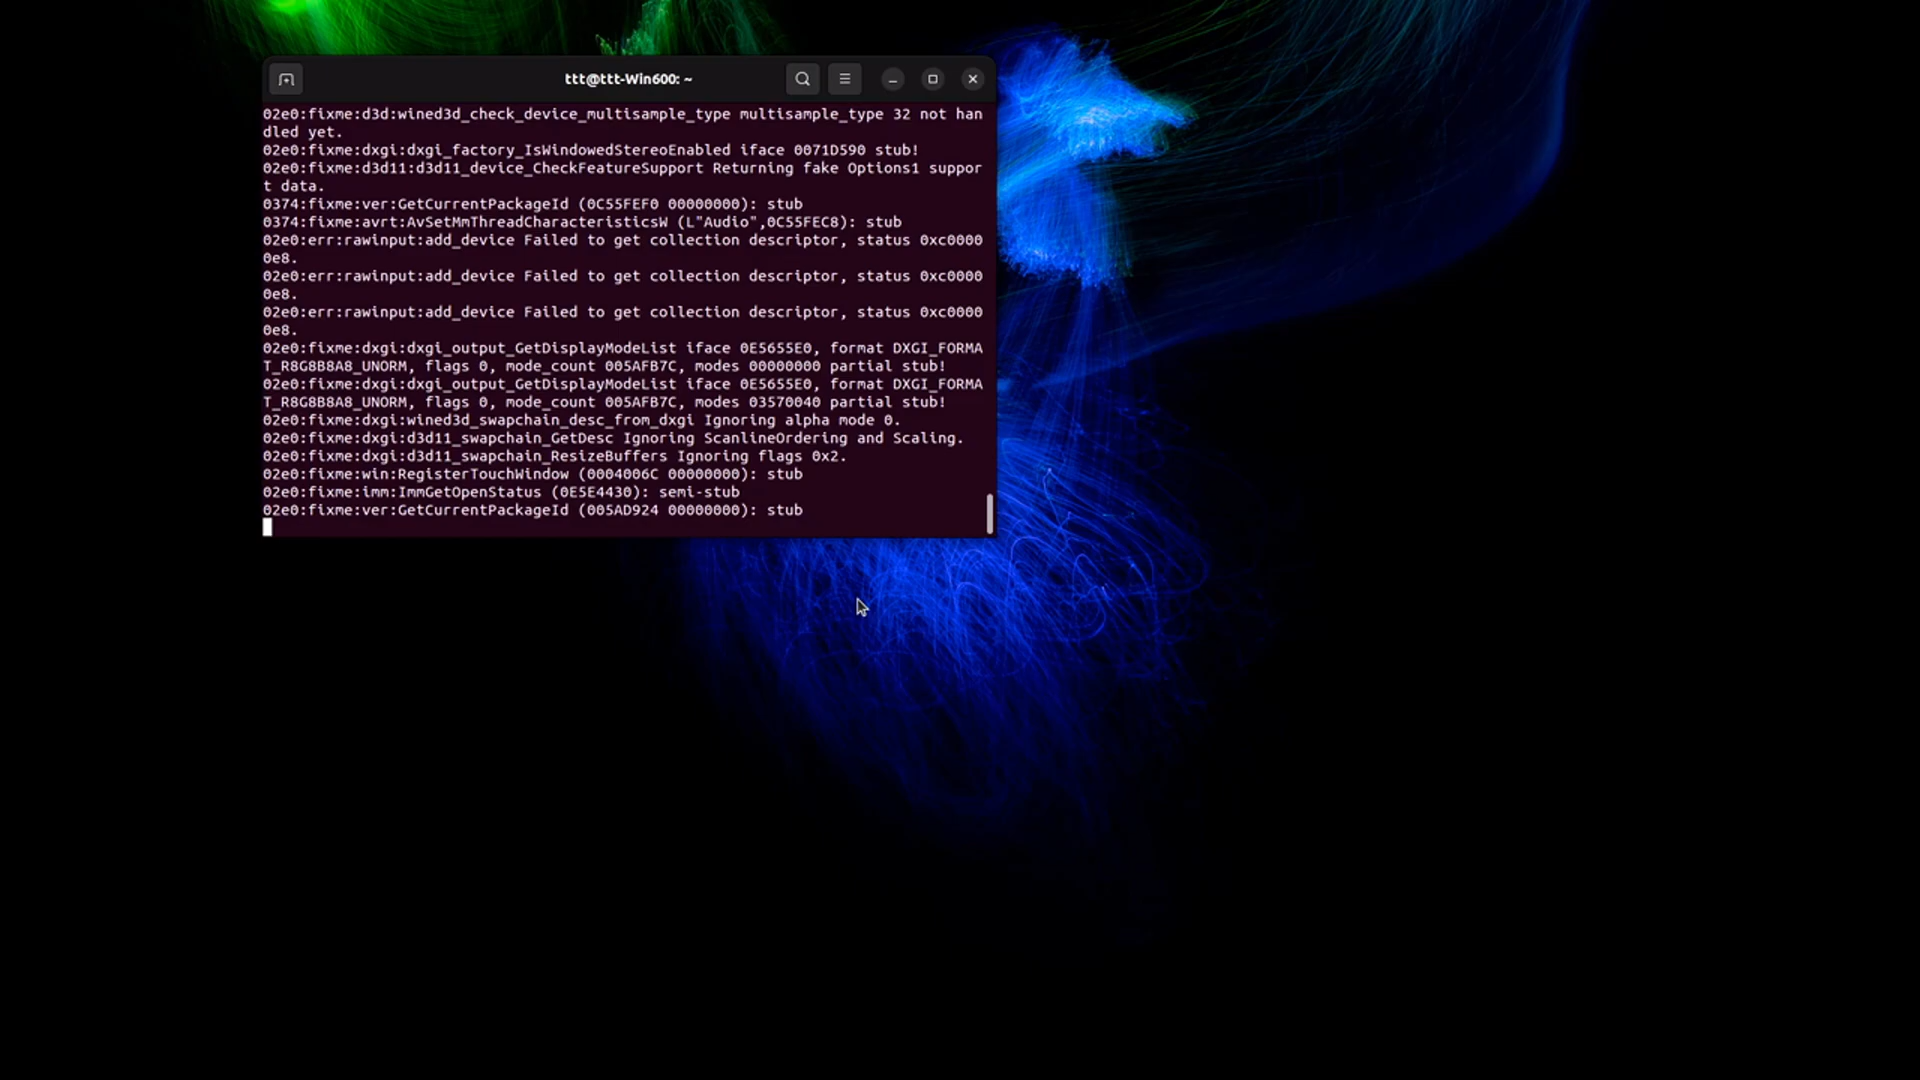 ttt@ttt-Win600: ~
02e0:fixme:d3d:wined3d_check_device_multisample_type multisample_type 32 not han
dled yet.
02e0:fixme:dxgi:dxgi_factory_IsWindowedStereoEnabled iface 0071D590 stub!
02e0:fixme:d3d11:d3d11_device_CheckFeatureSupport Returning fake Options1 suppor
t data.
0374:fixme:ver:GetCurrentPackageId (0C55FEF0 00000000): stub
0374:fixme:avrt:AvSetMmThreadCharacteristicsW (L"Audio",0C55FEC8): stub
02e0:err:rawinput:add_device Failed to get collection descriptor, status 0xc0000
0e8.
02e0:err:rawinput:add_device Failed to get collection descriptor, status 0xc0000
0e8.
02e0:err:rawinput:add_device Failed to get collection descriptor, status 0xc0000
0e8.
02e0:fixme:dxgi:dxgi_output_GetDisplayModeList iface 0E5655E0, format DXGI_FORMA
T_R8G8B8A8_UNORM, flags 0, mode_count 005AFB7C, modes 00000000 partial stub!
02e0:fixme:dxgi:dxgi_output_GetDisplayModeList iface 0E5655E0, format DXGI_FORMA
T_R8G8B8A8_UNORM, flags 0, mode_count 005AFB7C, modes 03570040 partial stub!
02e0:fixme:dxgi:wined3d_swapchain_desc_from_dxgi Ignoring alpha mode 0.
02e0:fixme:dxgi:d3d11_swapchain_GetDesc Ignoring ScanlineOrdering and Scaling.
02e0:fixme:dxgi:d3d11_swapchain_ResizeBuffers Ignoring flags 0x2.
02e0:fixme:win:RegisterTouchWindow (0004006C 00000000): stub
02e0:fixme:imm:ImmGetOpenStatus (0E5E4430): semi-stub
02e0:fixme:ver:GetCurrentPackageId (005AD924 00000000): stub